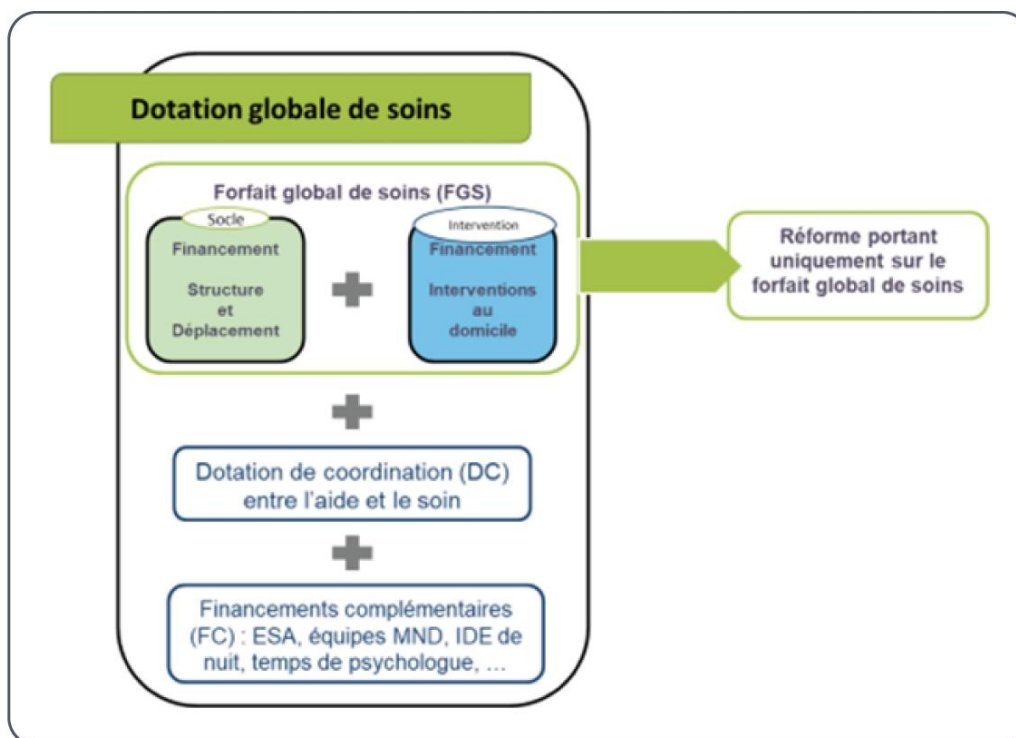 Dotation globale de soins
Forfait global de soins (FGS)
Socle
Financement
Structure
et
Déplacement
Intervention
Financement
Interventions
au
domicile
Réforme portant
uniquement sur le
forfait global de soins
Dotation de coordination (DC)
entre l'aide et le soin
Financements complémentaires
(FC) : ESA, équipes MND, IDE de
nuit, temps de psychologue, ...